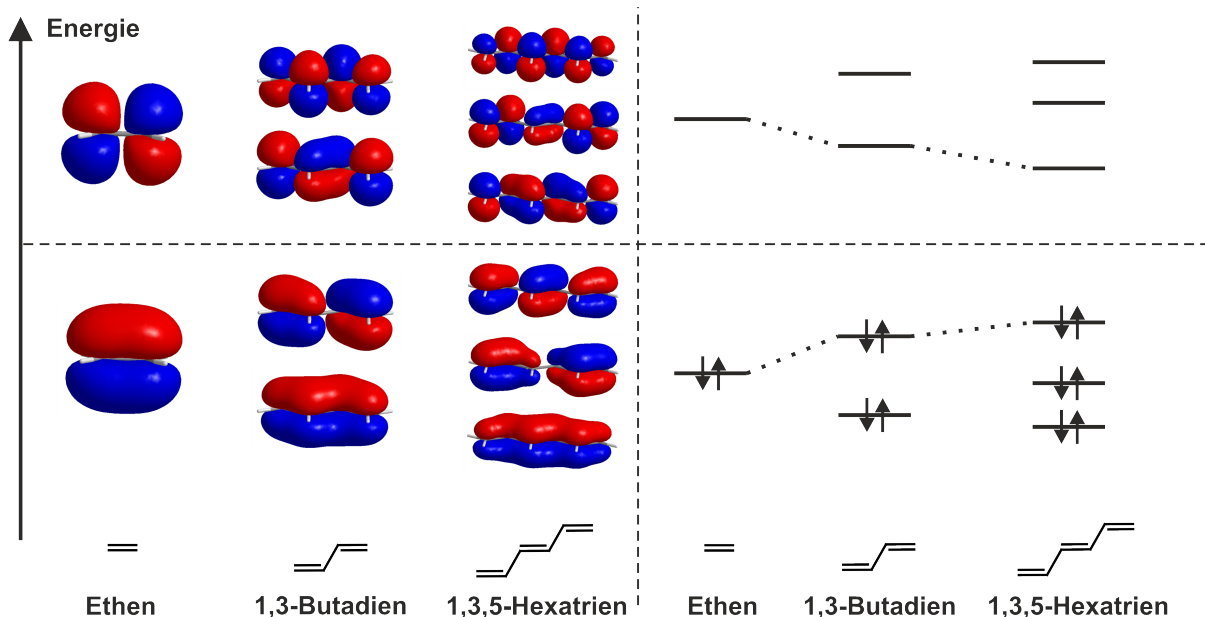 Energie
Ethen
1,3-Butadien
1,3,5-Hexatrien
Ethen
1,3-Butadien
1,3,5-Hexatrien